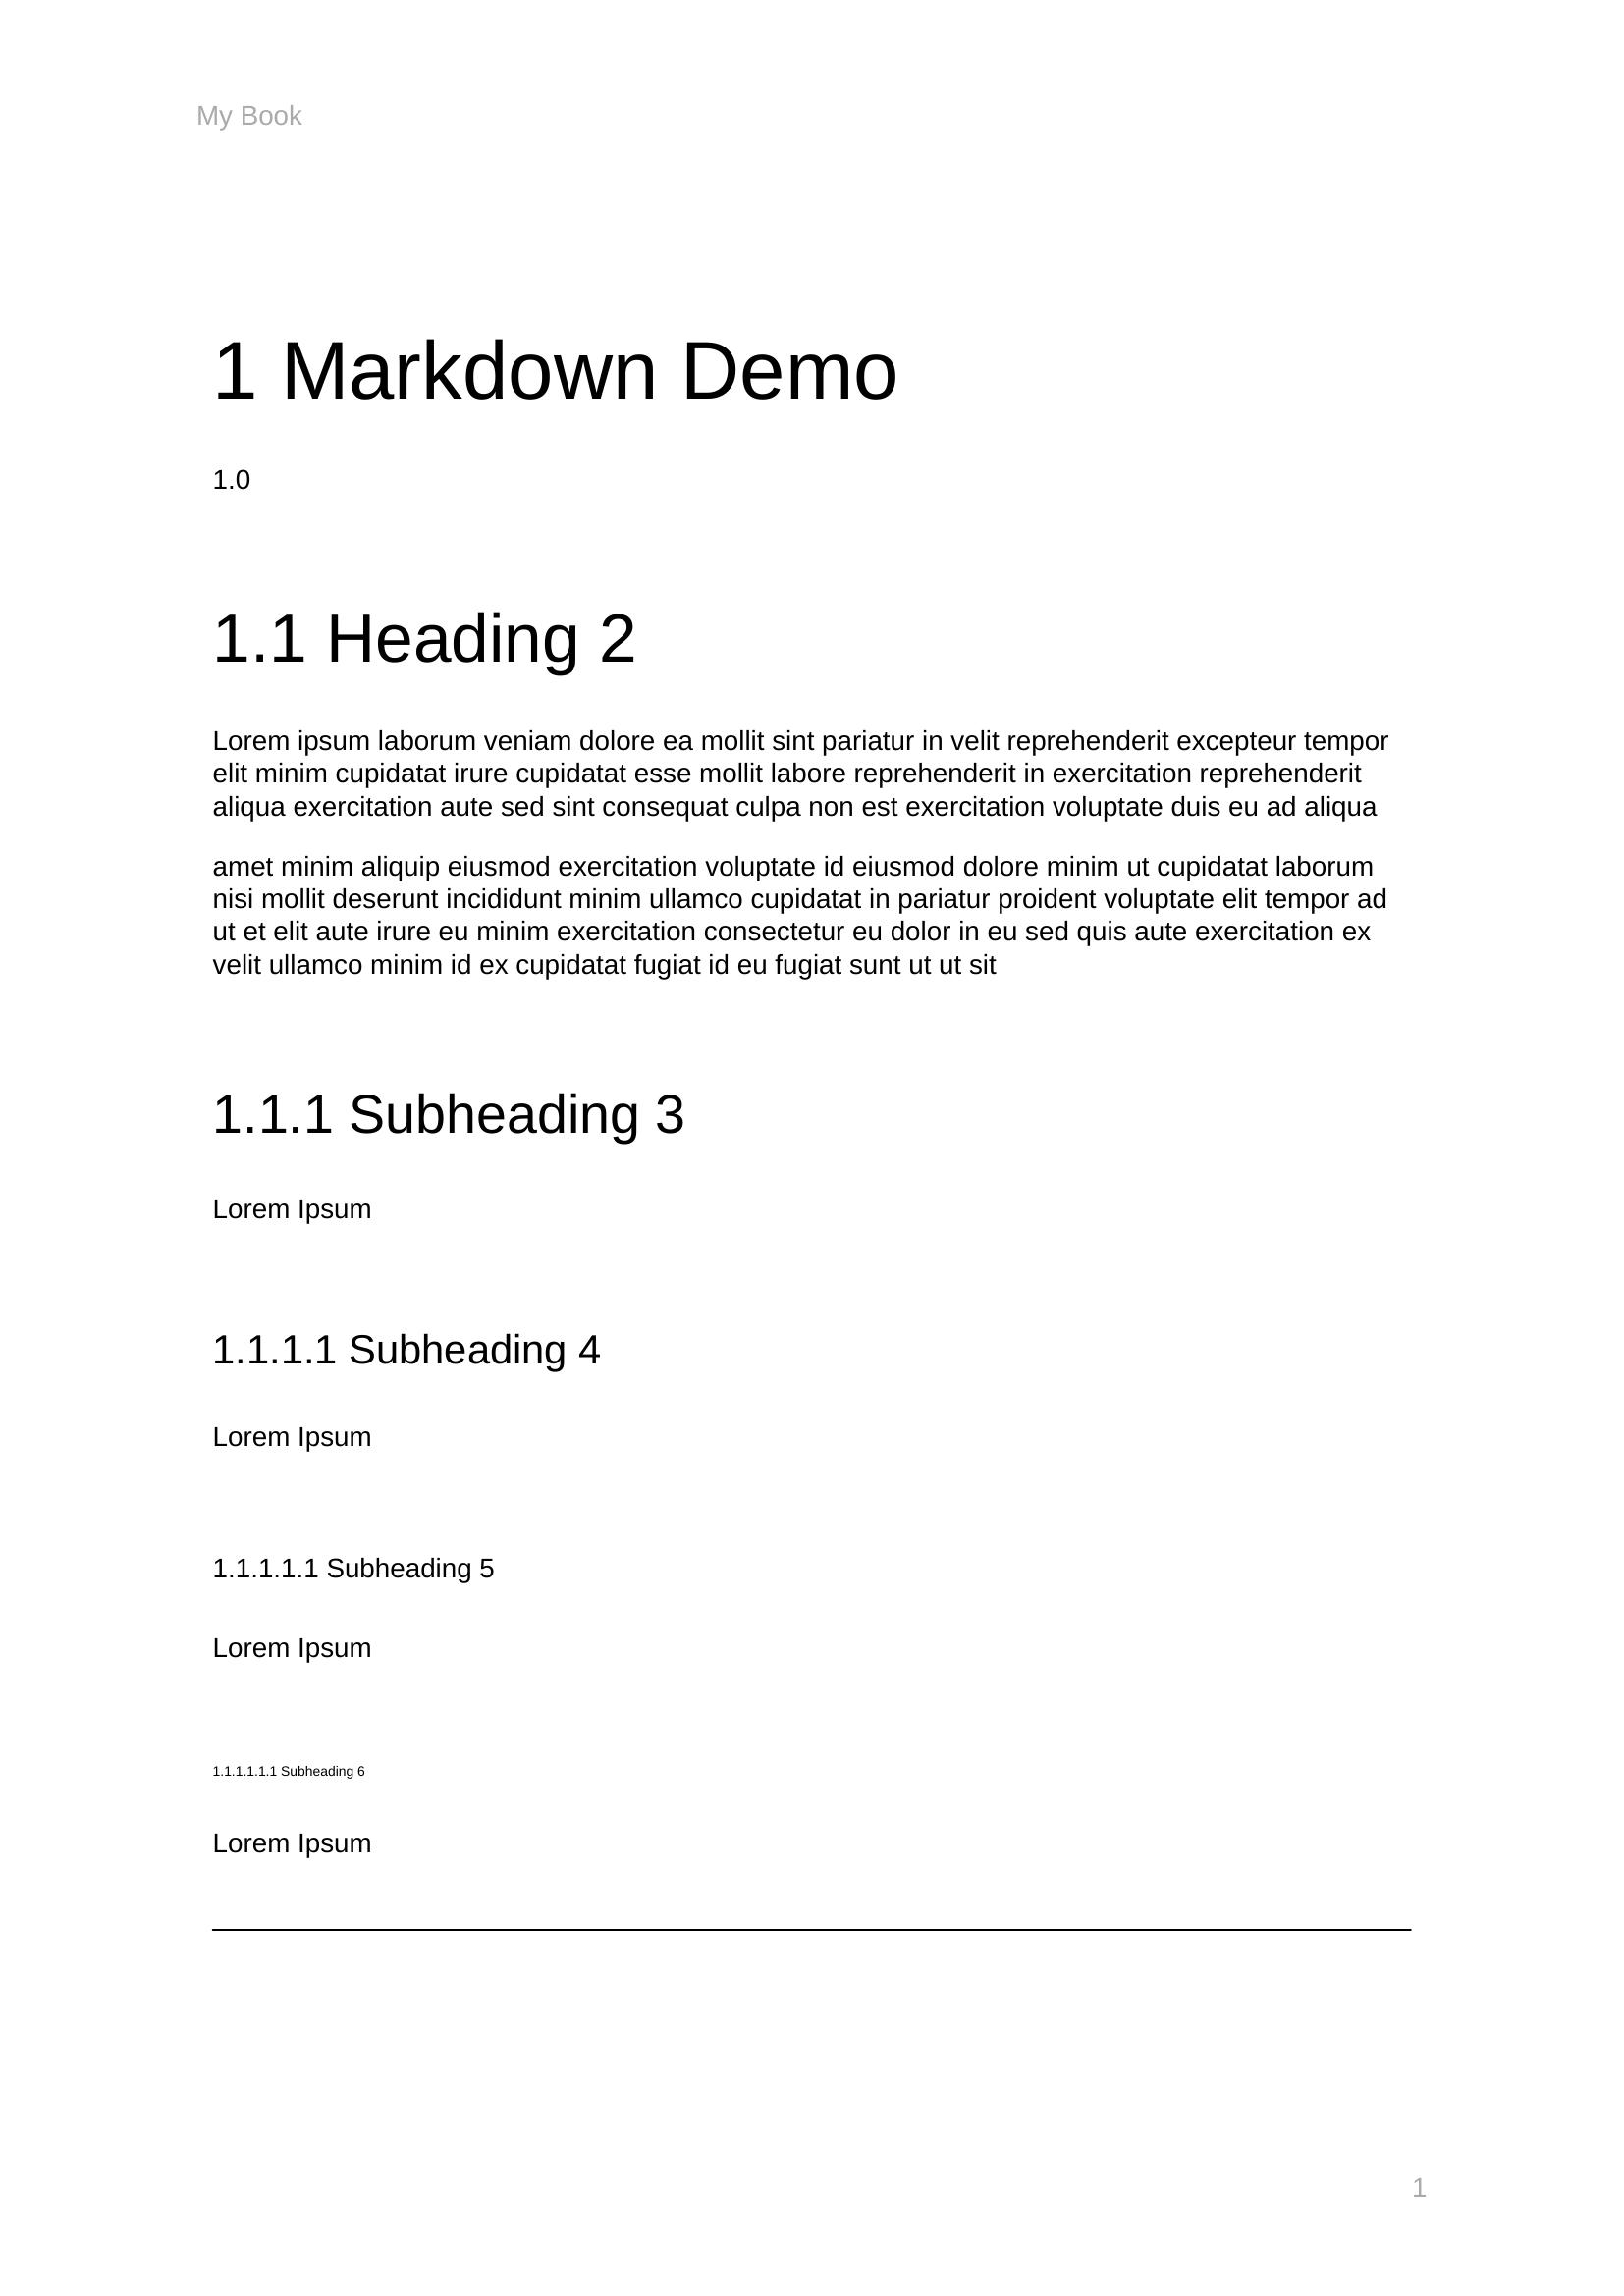 My Book
1 Markdown Demo
1.0
1.1 Heading 2
Lorem ipsum laborum veniam dolore ea mollit sint pariatur in velit reprehenderit excepteur tempor
elit minim cupidatat irure cupidatat esse mollit labore reprehenderit in exercitation reprehenderit
aliqua exercitation aute sed sint consequat culpa non est exercitation voluptate duis eu ad aliqua
amet minim aliquip eiusmod exercitation voluptate id eiusmod dolore minim ut cupidatat laborum
nisi mollit deserunt incididunt minim ullamco cupidatat in pariatur proident voluptate elit tempor ad
ut et elit aute irure eu minim exercitation consectetur eu dolor in eu sed quis aute exercitation ex
velit ullamco minim id ex cupidatat fugiat id eu fugiat sunt ut ut sit
1.1.1 Subheading 3
Lorem Ipsum
1.1.1.1 Subheading 4
Lorem Ipsum
1.1.1.1.1 Subheading 5
Lorem Ipsum
1.1.1.1.1.1 Subheading 6
Lorem Ipsum
1